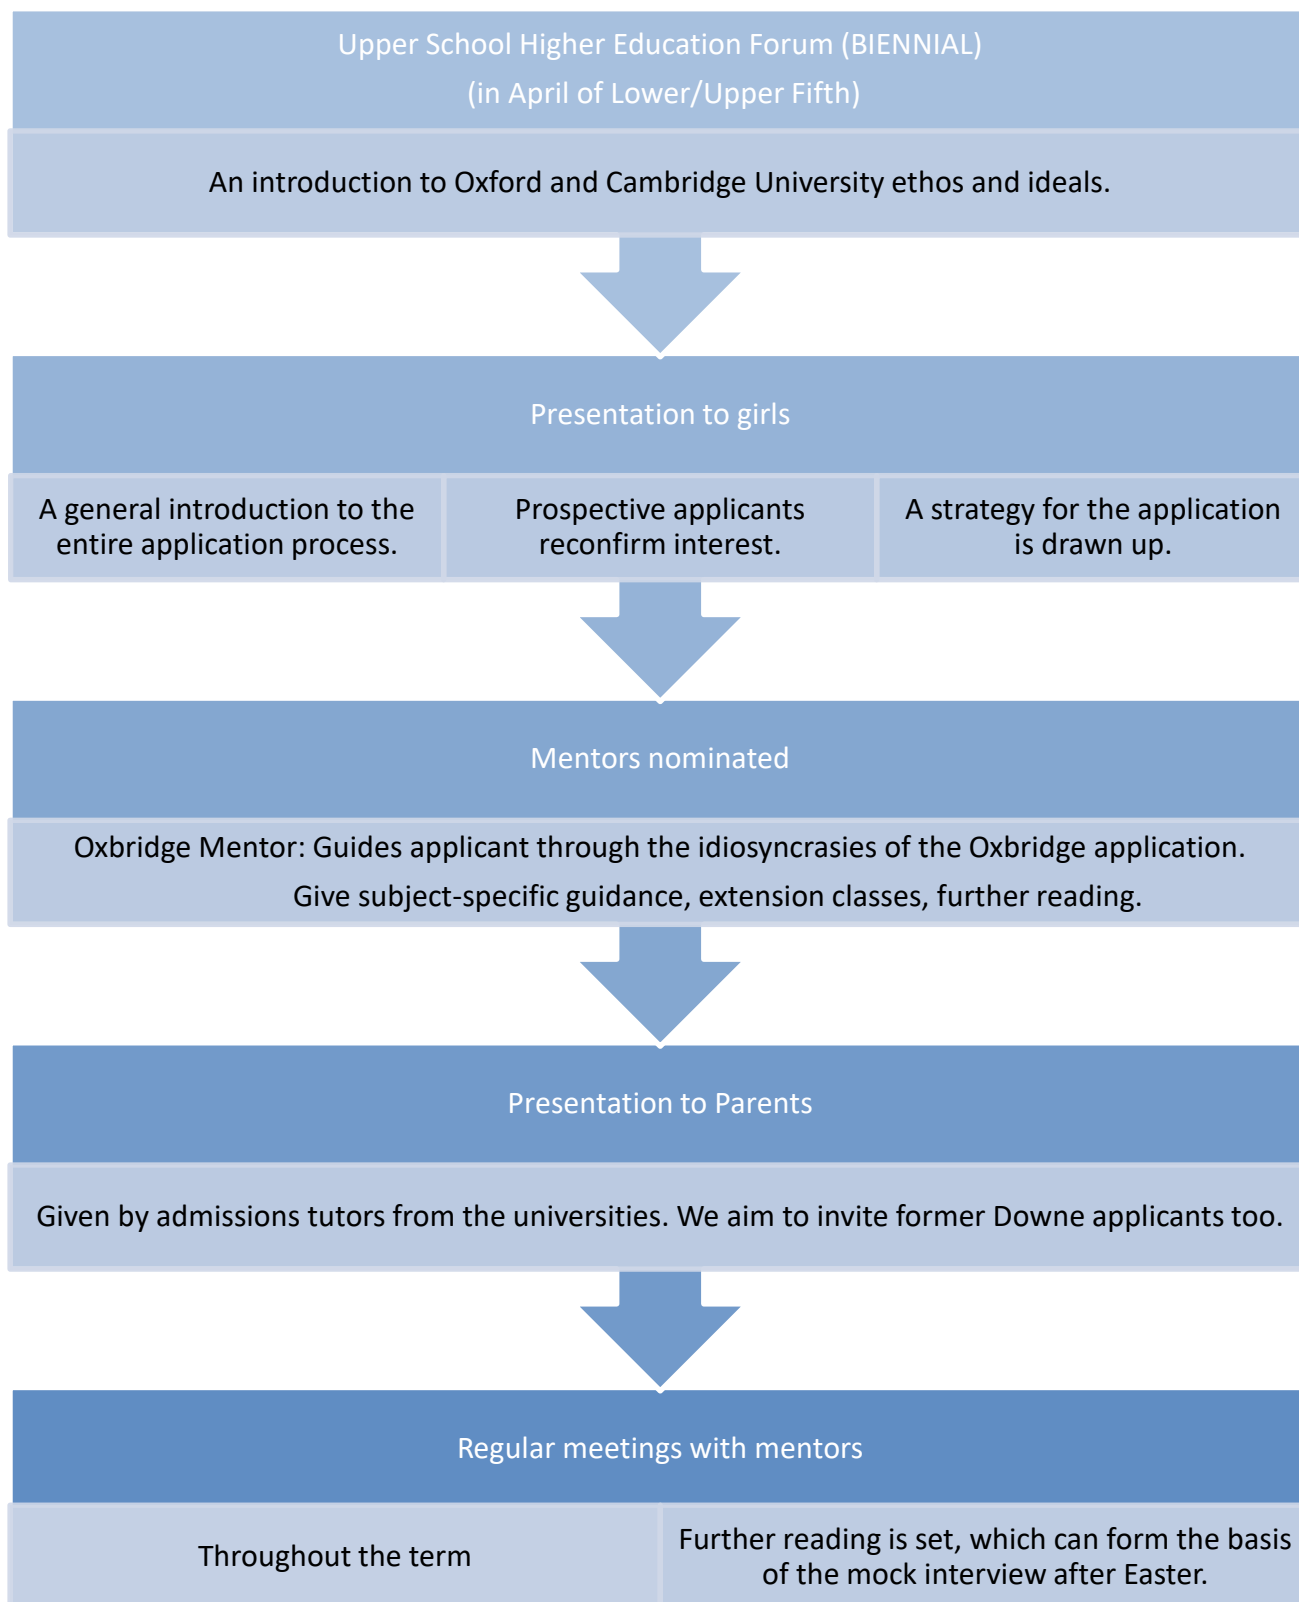 Upper School Higher Education Forum (BIENNIAL)
(in April of Lower/Upper Fifth)
An introduction to Oxford and Cambridge University ethos and ideals.
Presentation to girls
A general introduction to the
entire application process.
Prospective applicants
reconfirm interest.
A strategy for the application
is drawn up.
Mentors nominated
Oxbridge Mentor: Guides applicant through the idiosyncrasies of the Oxbridge application.
Give subject-specific guidance, extension classes, further reading.
Presentation to Parents
Given by admissions tutors from the universities. We aim to invite former Downe applicants too.
Regular meetings with mentors
Throughout the term
Further reading is set, which can form the basis
of the mock interview after Easter.